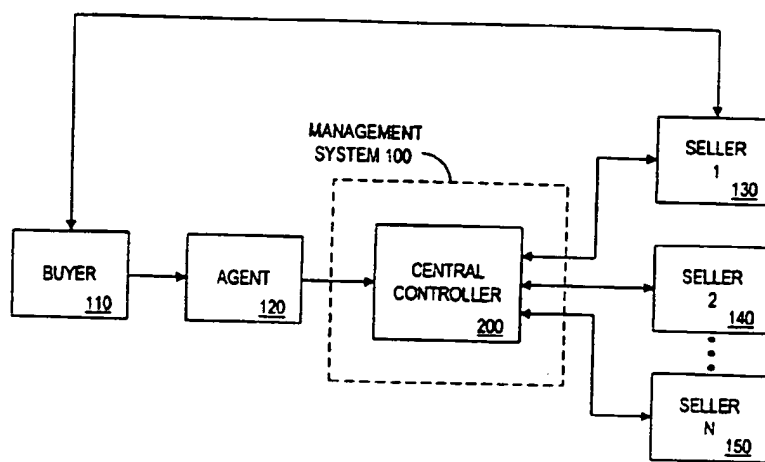 MANAGEMENT
SYSTEM 100
SELLER
1
130
BUYER
110
AGENT
120
CENTRAL
CONTROLLER
200
SELLER
2
140
SELLER
N
150